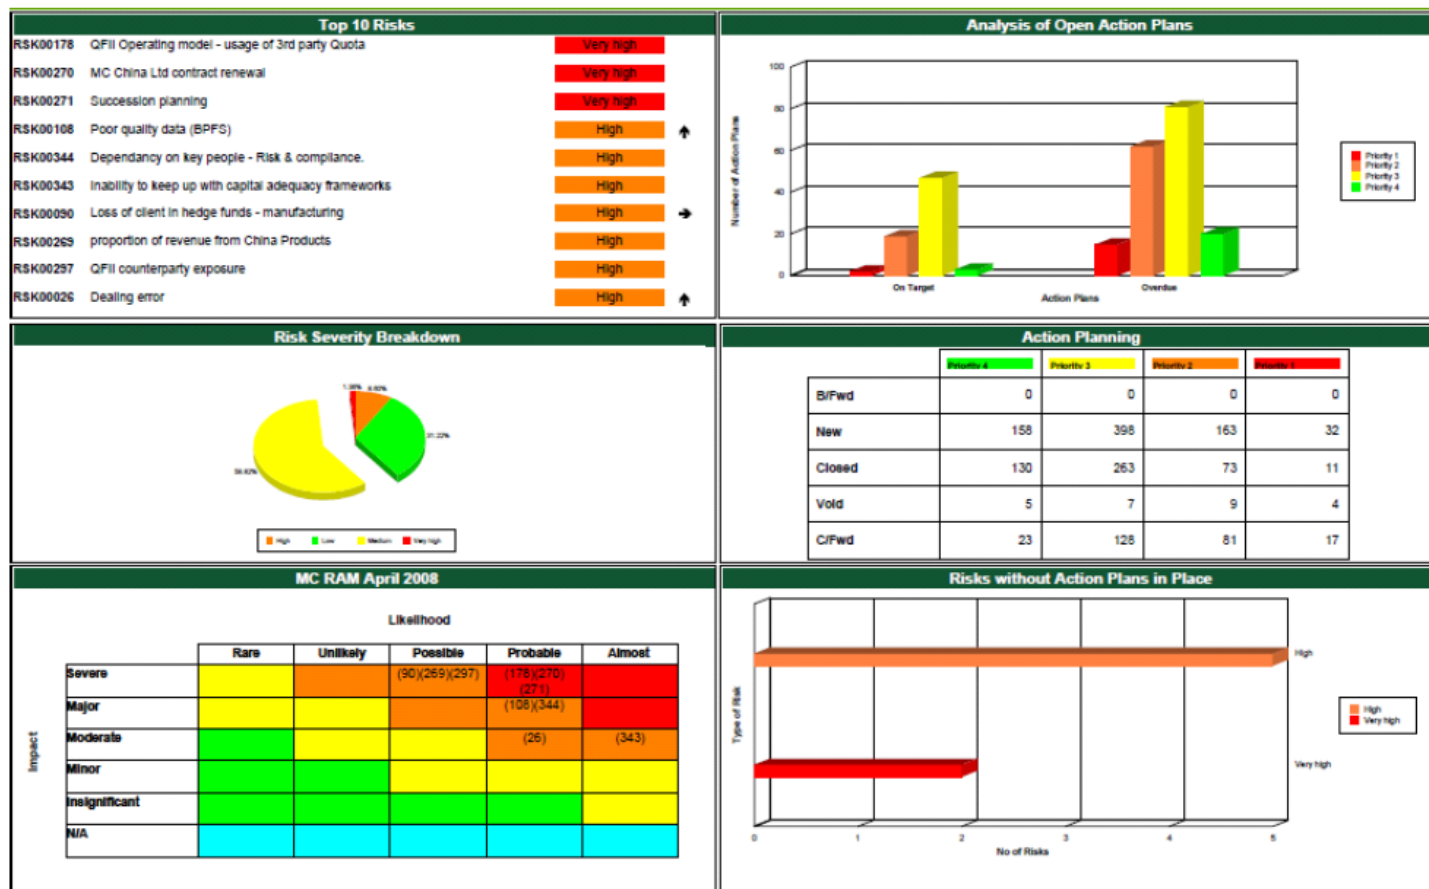 Top 10 Risks
RSK00178 QFII Operating model - usage of 3rd party Quota Very high
RSK00270 MC China Ltd contract renewal Very high
RSK00271 Succession planning Very high
RSK00108 Poor quality data (BPFS) High
RSK00344 Dependancy on key people - Risk & compliance. High
RSK00343 Inability to keep up with capital adequacy frameworks High
RSK00090 Loss of client in hedge funds - manufacturing High
RSK00269 proportion of revenue from China Products High
RSK00297 QFII counterparty exposure High
RSK00026 Dealing error High
Analysis of Open Action Plans
Number of Action Plans
100
80
60
40
20
0
On Target Overdue
Action Plans
Priority 1
Priority 2
Priority 3
Priority 4
Risk Severity Breakdown
31.22%
High Low Medium Very high
Action Planning
Priority 4 Priority 3 Priority 2 Priority 1
B/Fwd 0 0 0 0
New 158 398 163 32
Closed 130 263 73 11
Void 5 7 9 4
C/Fwd 23 128 81 17
MC RAM April 2008
Likelihood
Rare Unlikely Possible Probable Almost
Impact
Severe (90)(269)(297) (178)(270)
(271)
Major (108)(344)
Moderate (26) (343)
Minor
Insignificant
N/A
Risks without Action Plans in Place
Type of Risk
High
Very high
0 1 2 3 4 5
No of Risks
High
Very high